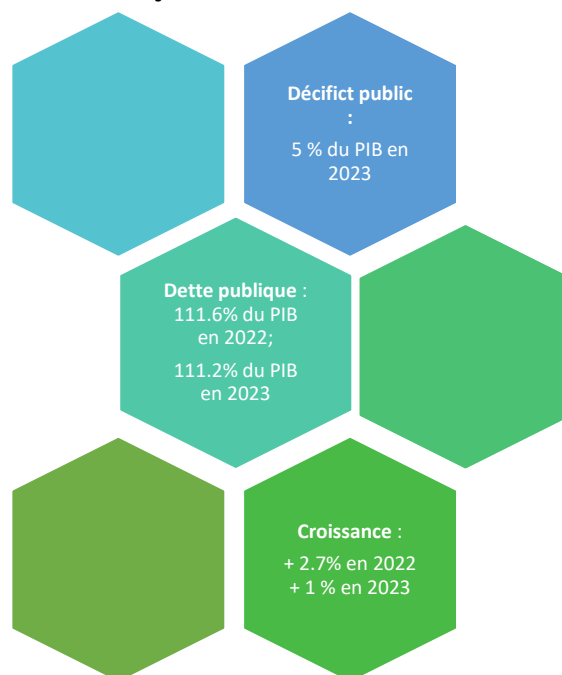 Décifict public
:
5 % du PIB en
2023
Dette publique :
111.6% du PIB
en 2022;
111.2% du PIB
en 2023
Croissance :
+ 2.7% en 2022
+ 1 % en 2023